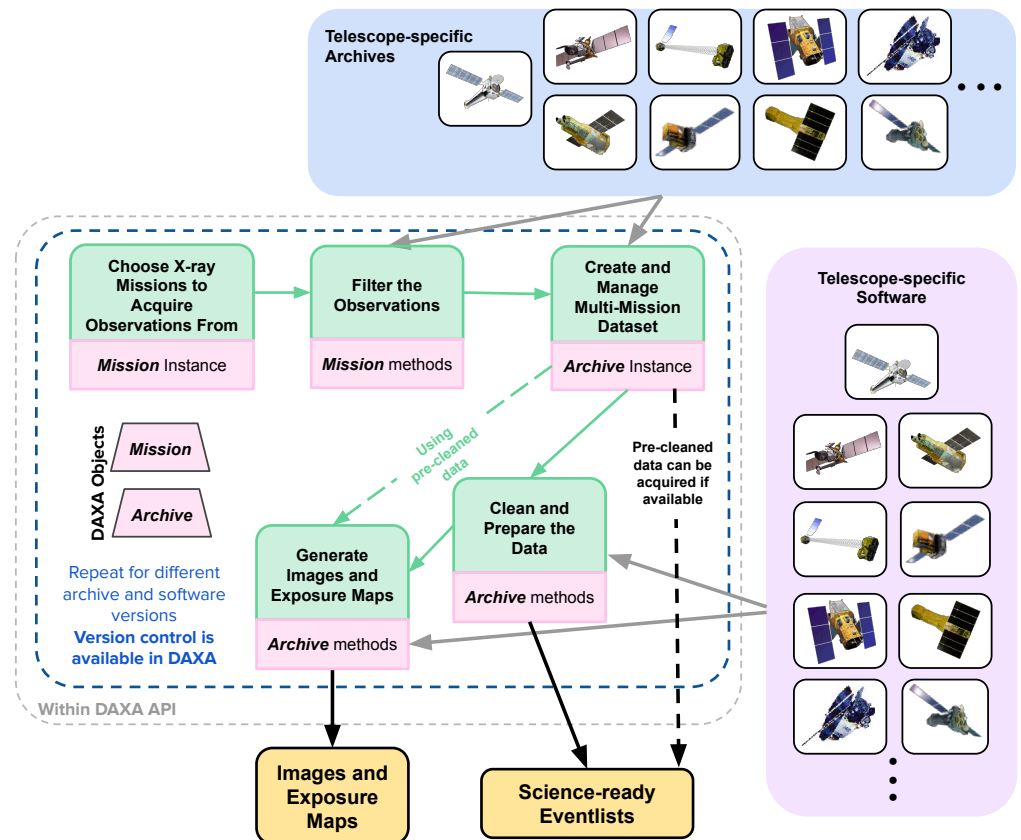 Telescope-specific
Archives
Choose X-ray
Missions to
Acquire
Observations From
Mission Instance
Filter the
Observations
Mission methods
Create and
Manage
Multi-Mission
Dataset
Archive Instance
Telescope-specific
Software
DAXA Objects
Mission
Archive
Using
pre-cleaned
data
Pre-cleaned
data can be
acquired if
available
Clean and
Prepare the
Data
Archive methods
Generate
Images and
Exposure Maps
Archive methods
Repeat for different
archive and software
versions
Version control is
available in DAXA
Within DAXA API
Images and
Exposure
Maps
Science-ready
Eventlists